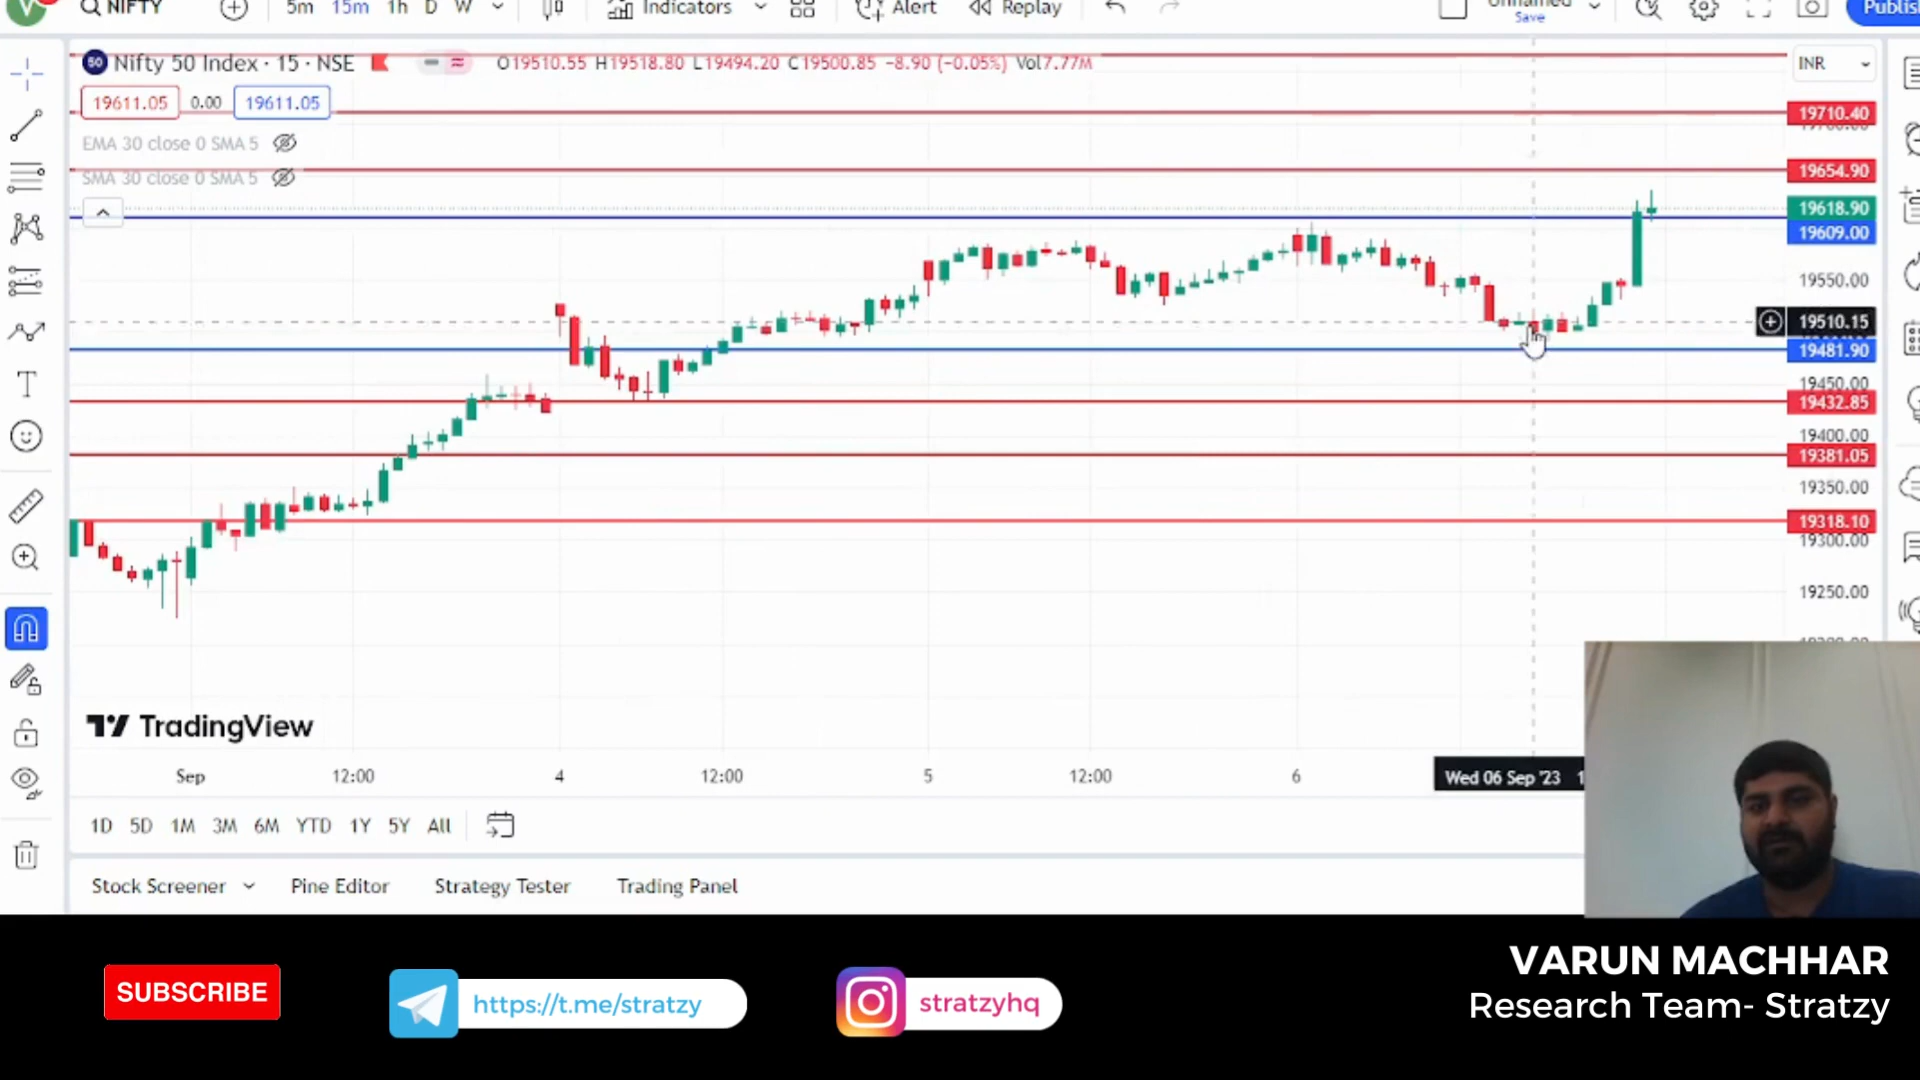 V NIFTY 5m 15m 1h D W Indicators Alert Replay Unnamed Save Publis
50 Nifty 50 Index · 15 · NSE O19510.55 H19518.80 L19494.20 C19500.85 −8.90 (−0.05%) Vol7.77M INR
19611.05 0.00 19611.05
EMA 30 close 0 SMA 5
SMA 30 close 0 SMA 5
19710.40
19654.90
19618.90
19609.00
19550.00
19510.15
19481.90
19450.00
19432.85
19400.00
19381.05
19350.00
19318.10
19300.00
19250.00
TradingView
Sep 12:00 4 12:00 5 12:00 6 Wed 06 Sep '23
1D 5D 1M 3M 6M YTD 1Y 5Y All
Stock Screener Pine Editor Strategy Tester Trading Panel
SUBSCRIBE
https://t.me/stratzy
stratzyhq
VARUN MACHHAR
Research Team- Stratzy